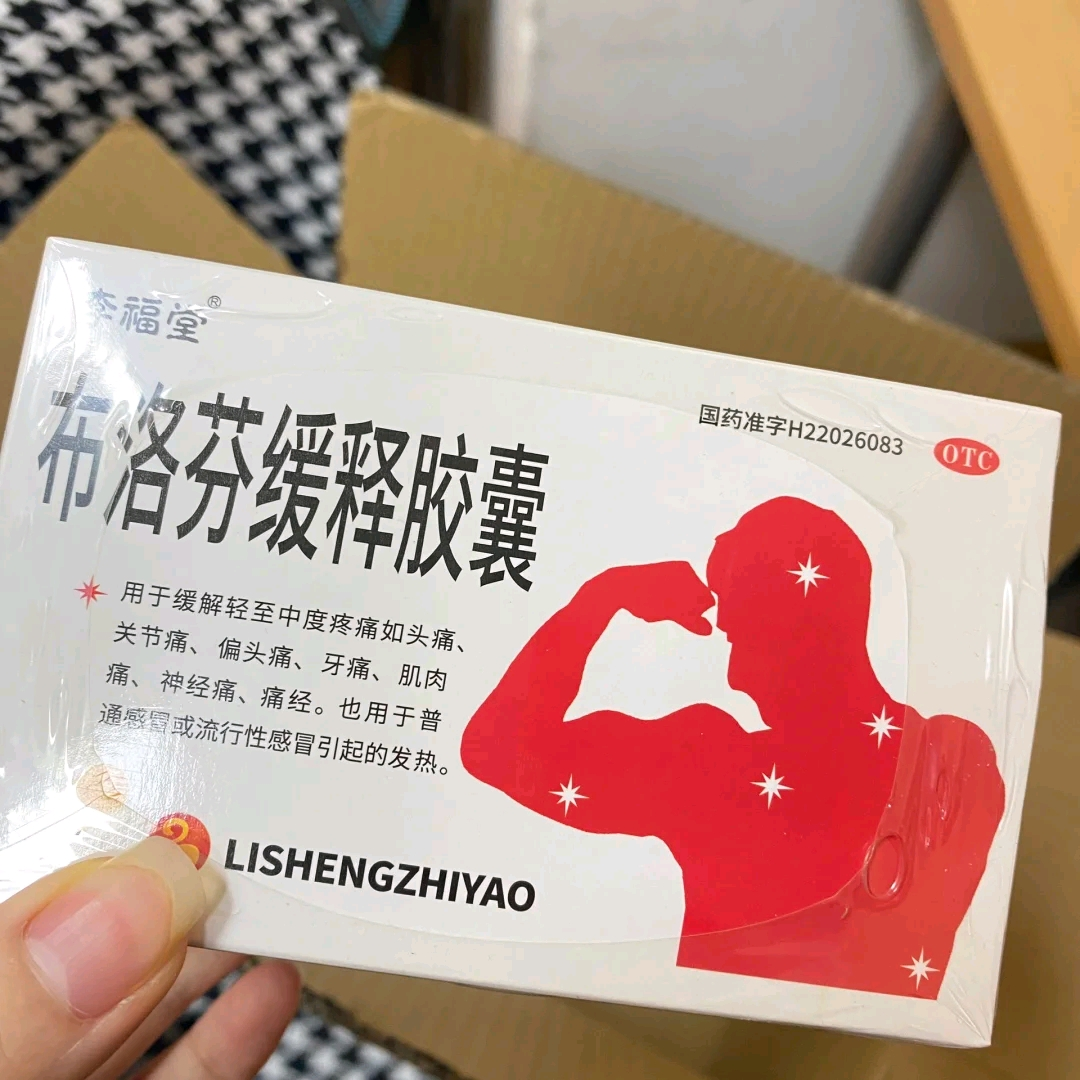 福堂®
国药准字H22026083
OTC
布洛芬缓释胶囊
用于缓解轻至中度疼痛如头痛、
关节痛、偏头痛、牙痛、肌肉
痛、神经痛、痛经。也用于普
通感冒或流行性感冒引起的发热。
LISHENGZHIYAO